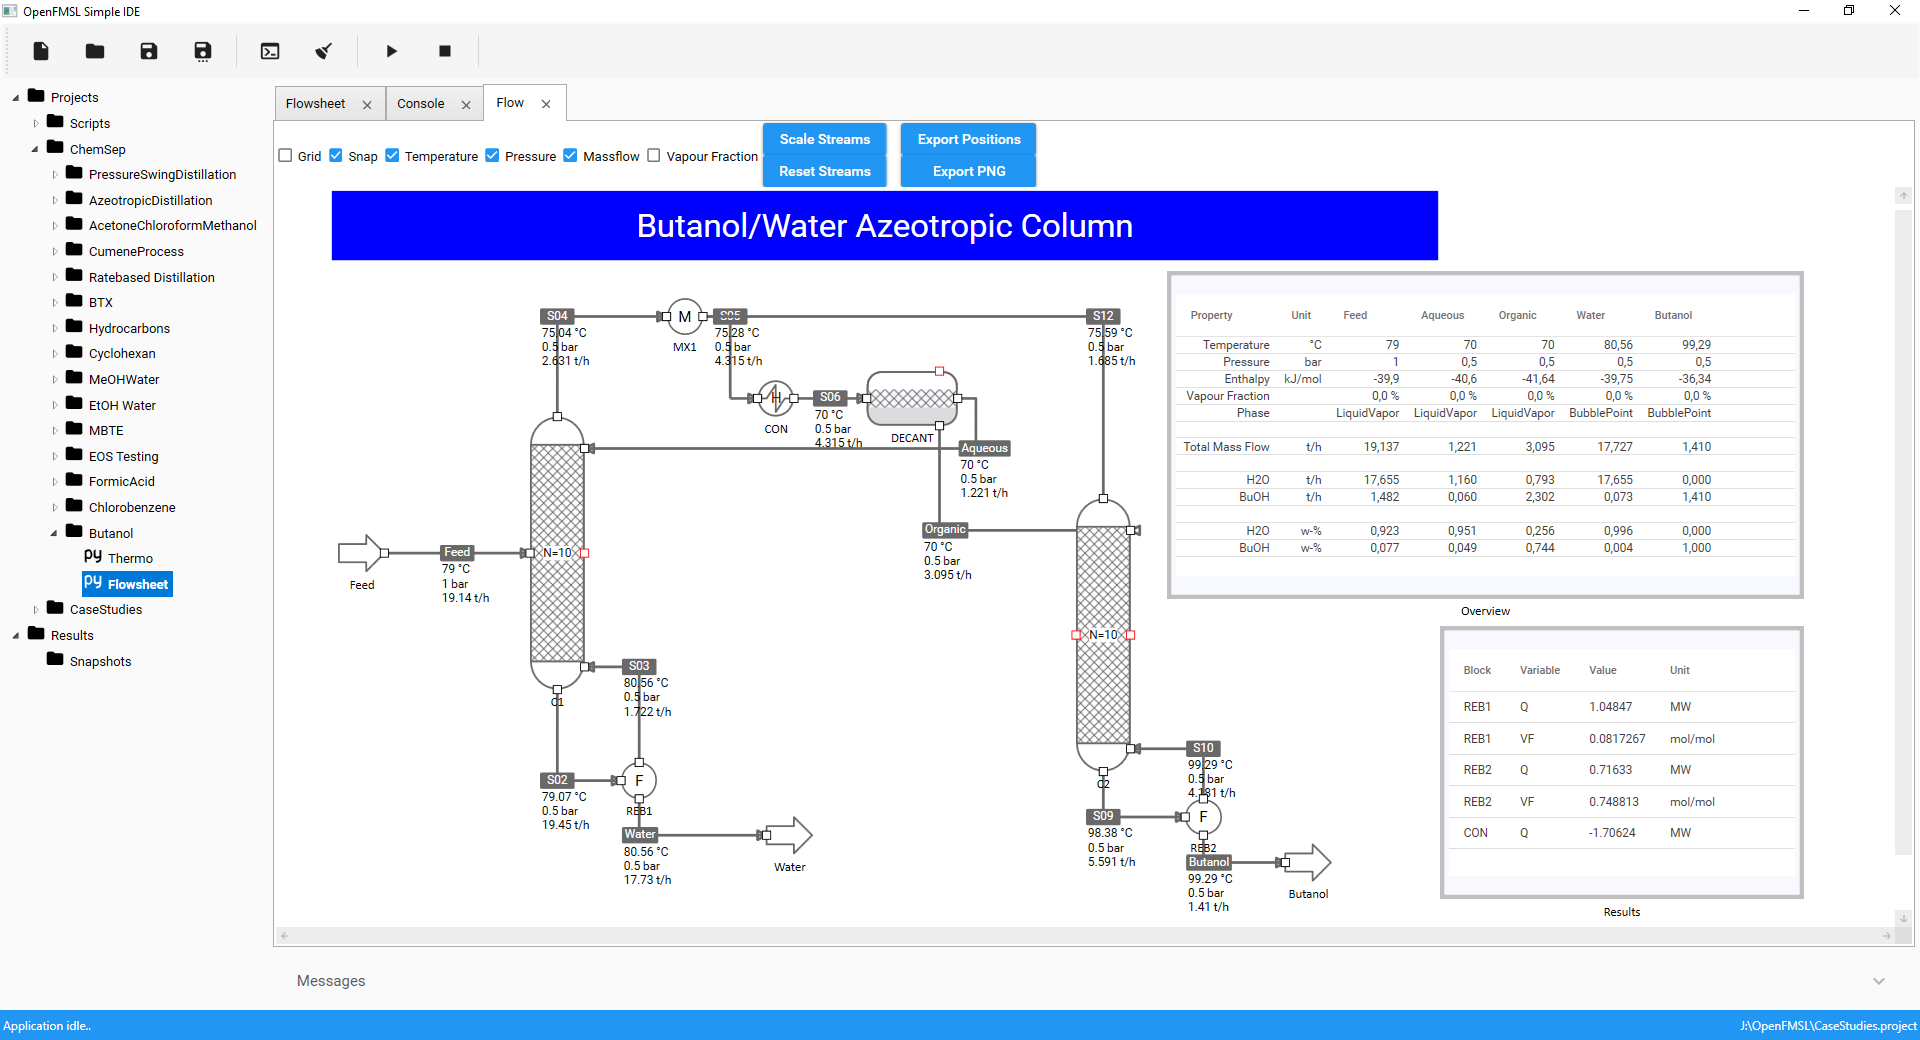 OpenFMSL Simple IDE
Projects
Scripts
ChemSep
PressureSwingDistillation
AzeotropicDistillation
AcetoneChloroformMethanol
CumeneProcess
Ratebased Distillation
BTX
Hydrocarbons
Cyclohexan
MeOHWater
EtOH Water
MBTE
EOS Testing
FormicAcid
Chlorobenzene
Butanol
py Thermo
py Flowsheet
CaseStudies
Results
Snapshots
Flowsheet Console Flow
Grid Snap Temperature Pressure Massflow Vapour Fraction
Scale Streams Export Positions
Reset Streams Export PNG
Butanol/Water Azeotropic Column
S04
75.04 °C
0.5 bar
2.631 t/h
M
MX1
S05
75.28 °C
0.5 bar
4.315 t/h
S12
75.59 °C
0.5 bar
1.685 t/h
H
CON
S06
70 °C
0.5 bar
4.315 t/h
DECANT
Aqueous
70 °C
0.5 bar
1.221 t/h
Organic
70 °C
0.5 bar
3.095 t/h
Feed
Feed
79 °C
1 bar
19.14 t/h
N=10
C1
S03
80.56 °C
0.5 bar
1.722 t/h
S02
79.07 °C
0.5 bar
19.45 t/h
F
REB1
Water
80.56 °C
0.5 bar
17.73 t/h
Water
N=10
C2
S10
99.29 °C
0.5 bar
4.181 t/h
S09
98.38 °C
0.5 bar
5.591 t/h
F
REB2
Butanol
99.29 °C
0.5 bar
1.41 t/h
Butanol
Property Unit Feed Aqueous Organic Water Butanol
Temperature °C 79 70 70 80,56 99,29
Pressure bar 1 0,5 0,5 0,5 0,5
Enthalpy kJ/mol -39,9 -40,6 -41,64 -39,75 -36,34
Vapour Fraction 0,0 % 0,0 % 0,0 % 0,0 % 0,0 %
Phase LiquidVapor LiquidVapor LiquidVapor BubblePoint BubblePoint
Total Mass Flow t/h 19,137 1,221 3,095 17,727 1,410
H2O t/h 17,655 1,160 0,793 17,655 0,000
BuOH t/h 1,482 0,060 2,302 0,073 1,410
H2O w-% 0,923 0,951 0,256 0,996 0,000
BuOH w-% 0,077 0,049 0,744 0,004 1,000
Overview
Block Variable Value Unit
REB1 Q 1.04847 MW
REB1 VF 0.0817267 mol/mol
REB2 Q 0.71633 MW
REB2 VF 0.748813 mol/mol
CON Q -1.70624 MW
Results
Messages
Application idle..
J:\OpenFMSL\CaseStudies.project